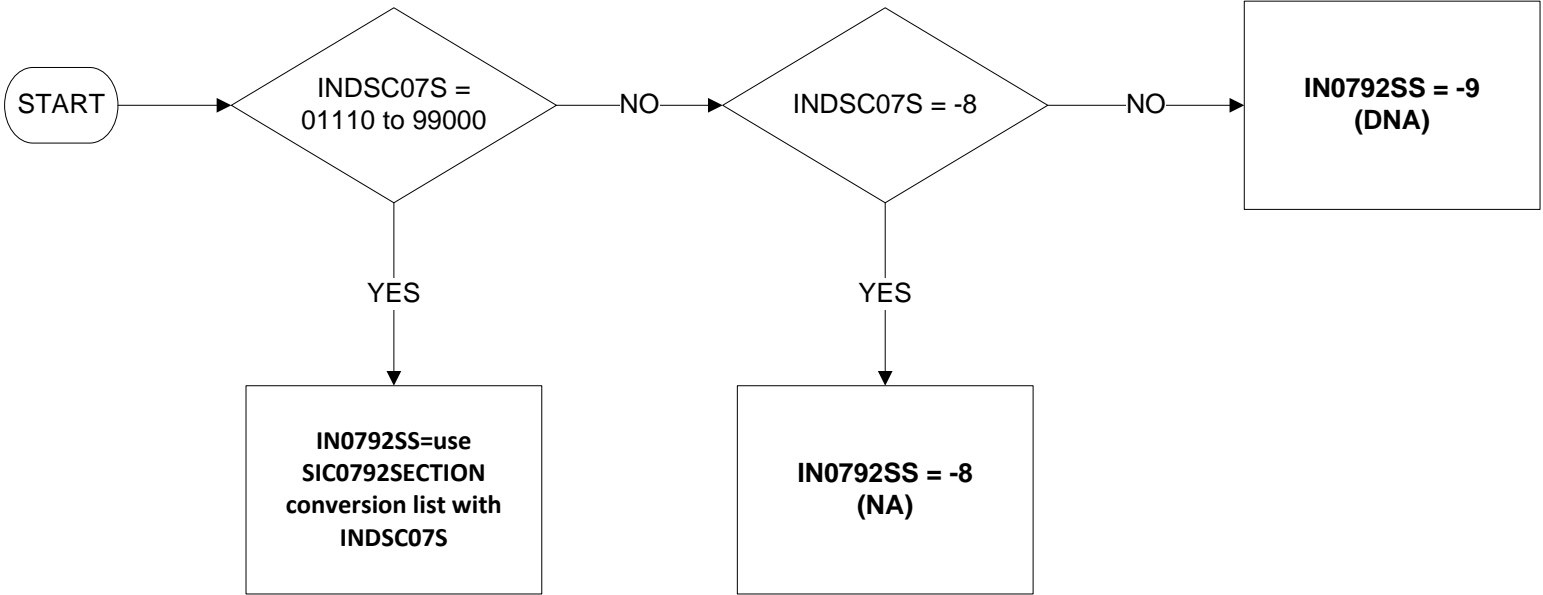 START
INDSC07S =
01110 to 99000
NO
INDSC07S = -8
NO
IN0792SS = -9
(DNA)
YES
YES
IN0792SS=use
SIC0792SECTION
conversion list with
INDSC07S
IN0792SS = -8
(NA)